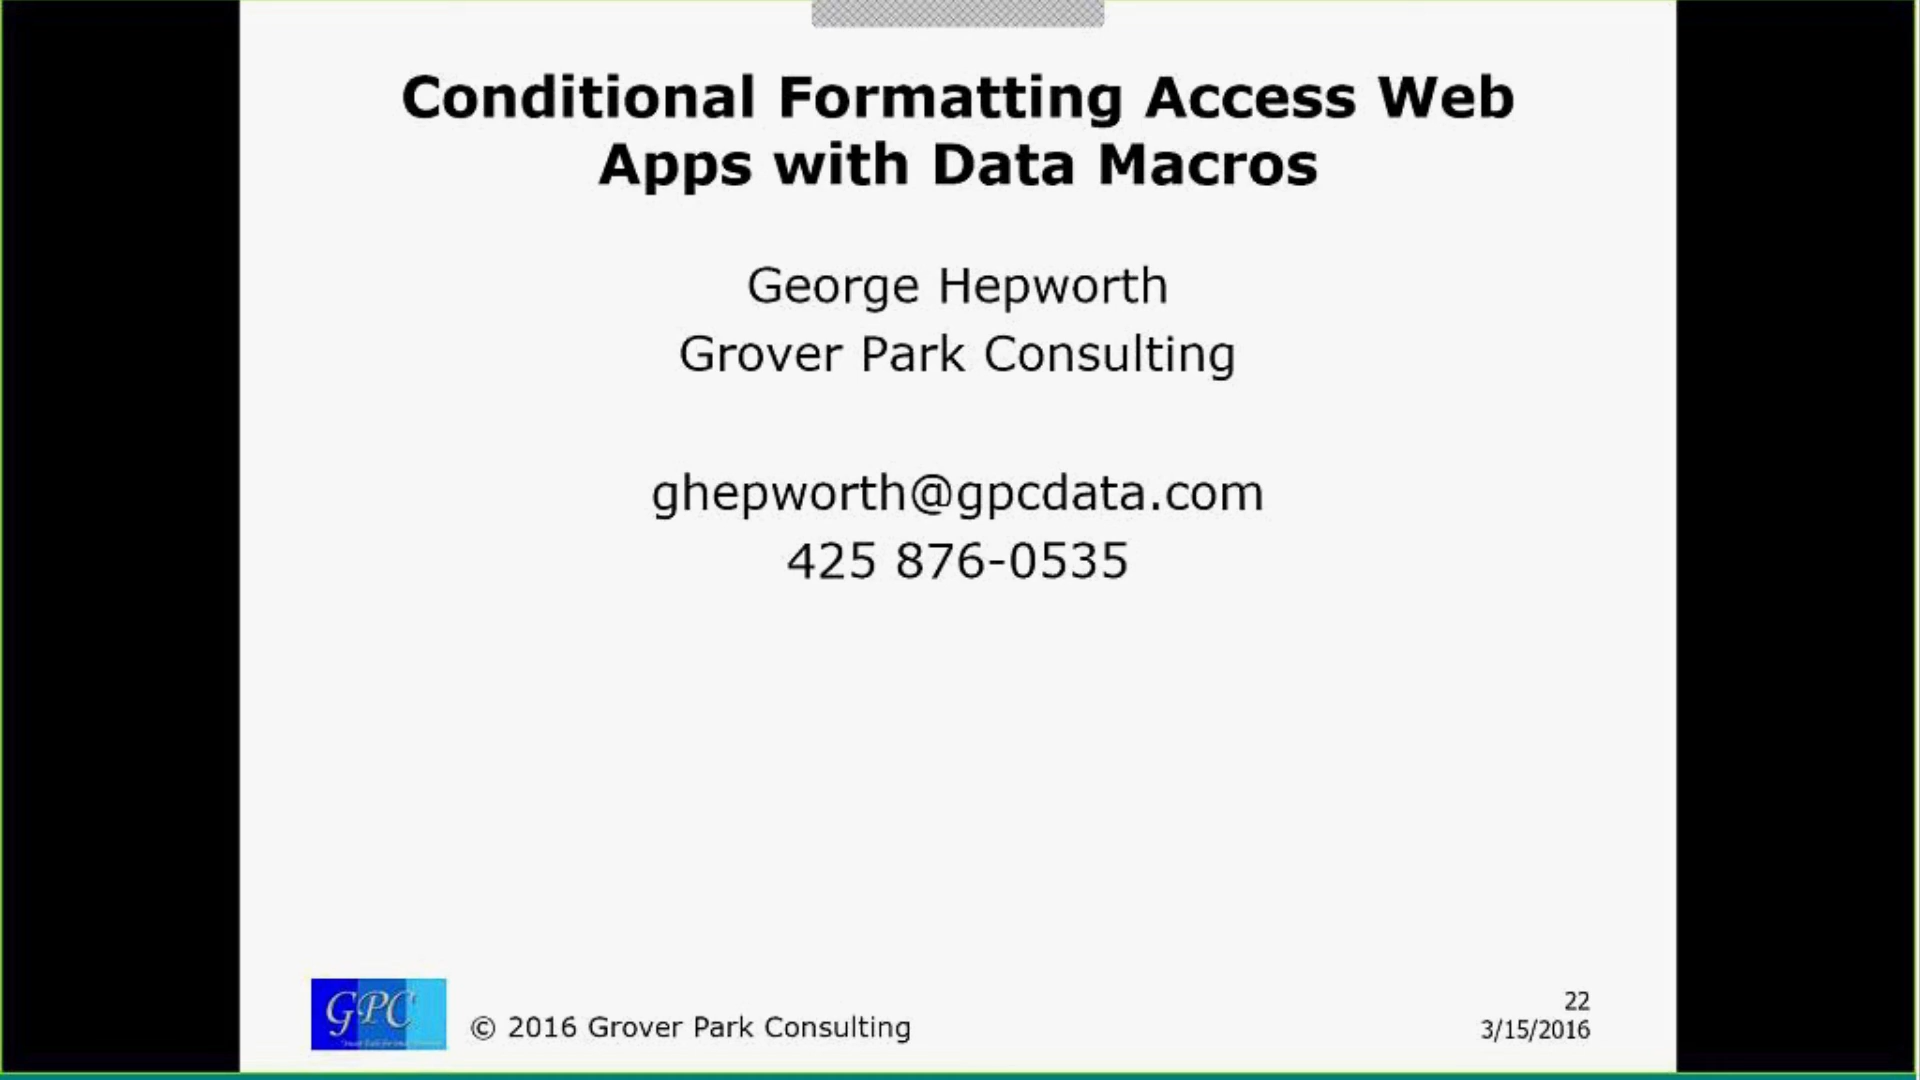 Conditional Formatting Access Web
Apps with Data Macros
George Hepworth
Grover Park Consulting
ghepworth@gpcdata.com
425 876-0535
GPC
© 2016 Grover Park Consulting
22
3/15/2016